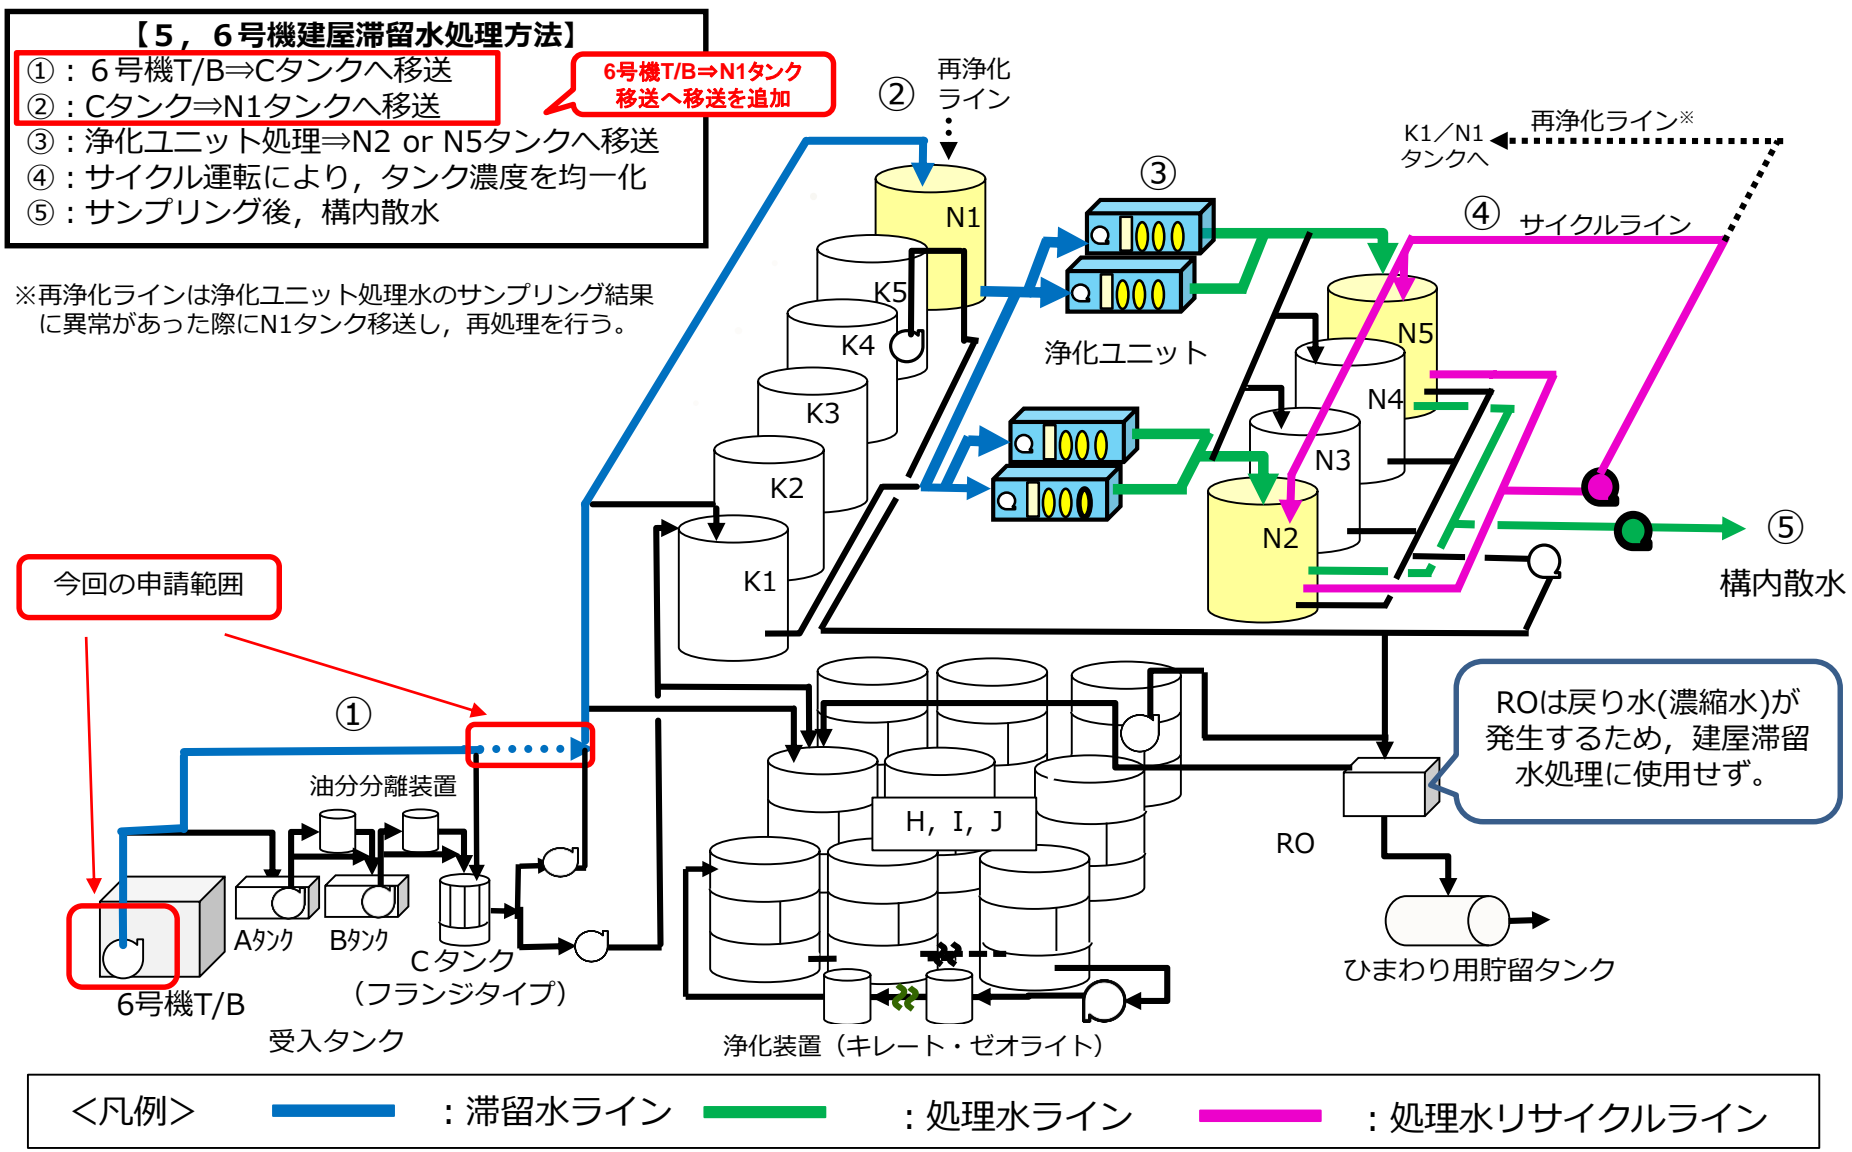 【５，６号機建屋滞留水処理方法】
①：６号機T/B⇒Cタンクへ移送
②：Cタンク⇒N1タンクへ移送
③：浄化ユニット処理⇒N2 or N5タンクへ移送
④：サイクル運転により，タンク濃度を均一化
⑤：サンプリング後，構内散水
6号機T/B⇒N1タンク
移送へ移送を追加
※再浄化ラインは浄化ユニット処理水のサンプリング結果
に異常があった際にN1タンク移送し，再処理を行う。
②
再浄化
ライン
③
K1／N1
タンクへ
再浄化ライン※
④
サイクルライン
N1
K5
K4
K3
K2
K1
浄化ユニット
N5
N4
N3
N2
⑤
構内散水
今回の申請範囲
①
油分分離装置
Aタンク
Bタンク
Cタンク
（フランジタイプ）
6号機T/B
受入タンク
H，I，J
浄化装置（キレート・ゼオライト）
ROは戻り水(濃縮水)が
発生するため，建屋滞留
水処理に使用せず。
RO
ひまわり用貯留タンク
＜凡例＞
：滞留水ライン
：処理水ライン
：処理水リサイクルライン